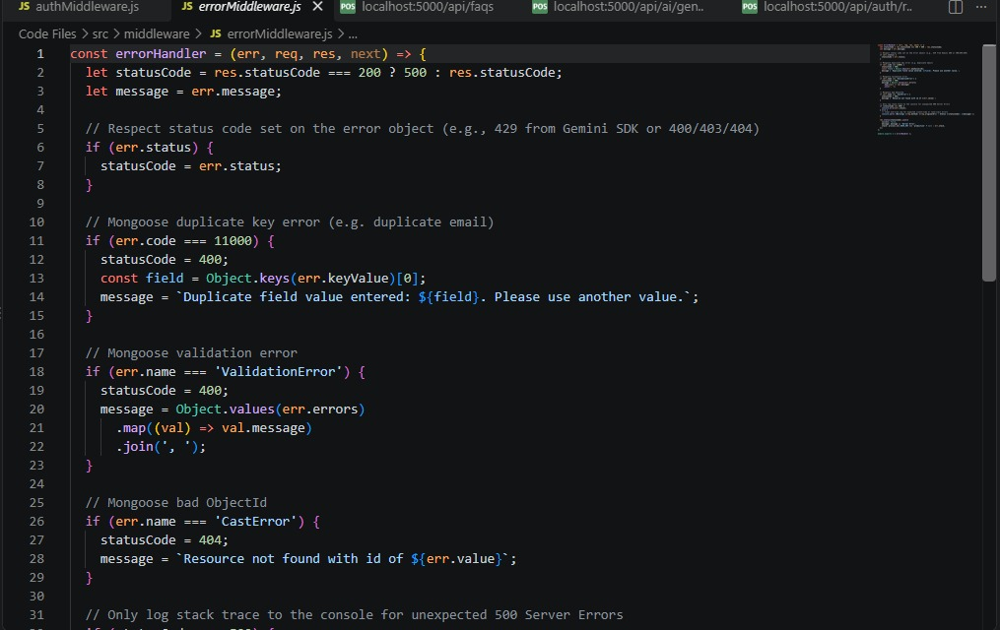 JS authMiddleware.js
JS errorMiddleware.js
POS localhost:5000/api/faqs
POS localhost:5000/api/ai/gen..
POS localhost:5000/api/auth/r..
Code Files > src > middleware > JS errorMiddleware.js > ...
1 const errorHandler = (err, req, res, next) => {
2   let statusCode = res.statusCode === 200 ? 500 : res.statusCode;
3   let message = err.message;
4
5   // Respect status code set on the error object (e.g., 429 from Gemini SDK or 400/403/404)
6   if (err.status) {
7     statusCode = err.status;
8   }
9
10   // Mongoose duplicate key error (e.g. duplicate email)
11   if (err.code === 11000) {
12     statusCode = 400;
13     const field = Object.keys(err.keyValue)[0];
14     message = `Duplicate field value entered: ${field}. Please use another value.`;
15   }
16
17   // Mongoose validation error
18   if (err.name === 'ValidationError') {
19     statusCode = 400;
20     message = Object.values(err.errors)
21       .map((val) => val.message)
22       .join(', ');
23   }
24
25   // Mongoose bad ObjectId
26   if (err.name === 'CastError') {
27     statusCode = 404;
28     message = `Resource not found with id of ${err.value}`;
29   }
30
31   // Only log stack trace to the console for unexpected 500 Server Errors